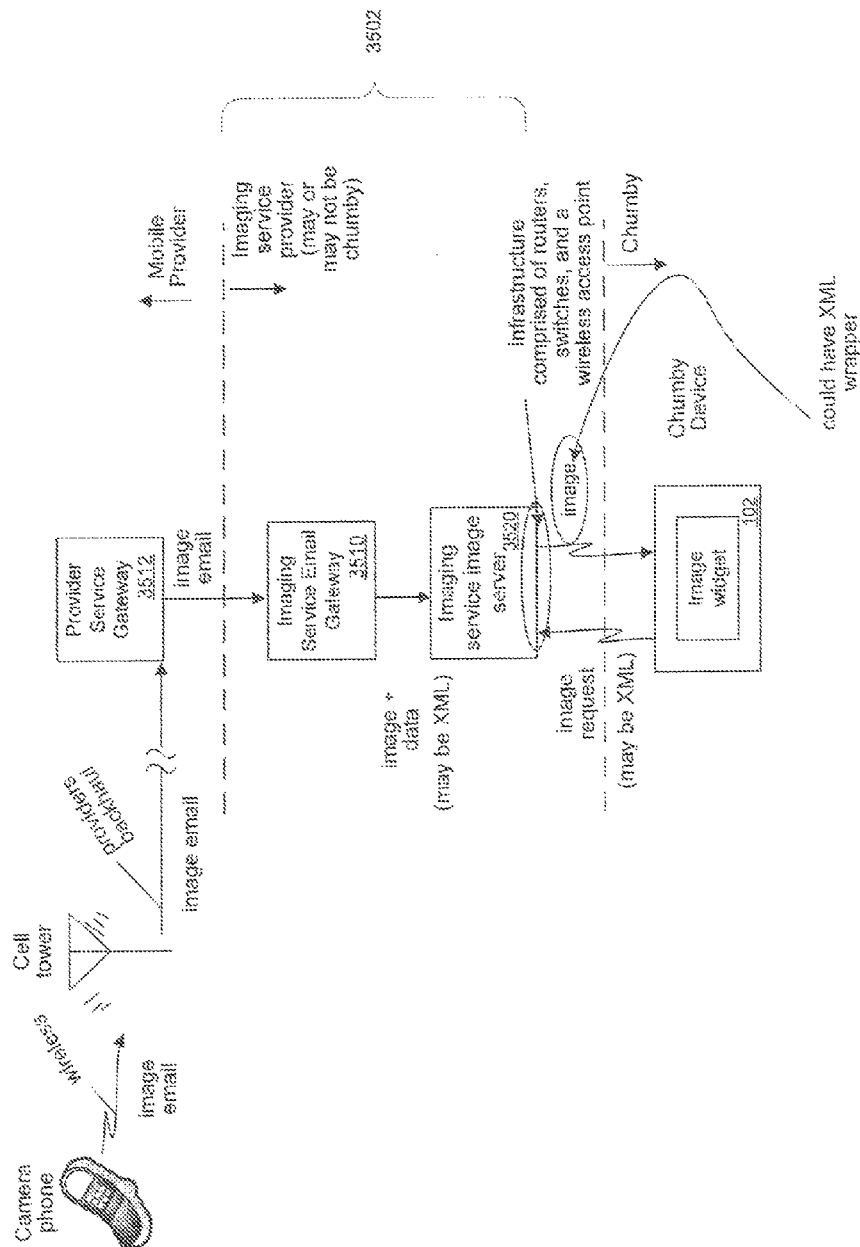 Camera
phone
wireless
image
email
Cell
tower
providers
backhaul
image email
Provider
Service
Gateway
3512
image
email
Mobile
Provider
Imaging
service
provider
(may or
may not be
chumby)
3502
Imaging
Service Email
Gateway
3510
image +
data
(may be XML)
Imaging
service image
server
3520
infrastructure
comprised of routers,
switches, and a
wireless access point
image
image
request
(may be XML)
Chumby
Chumby
Device
Image
widget
102
could have XML
wrapper